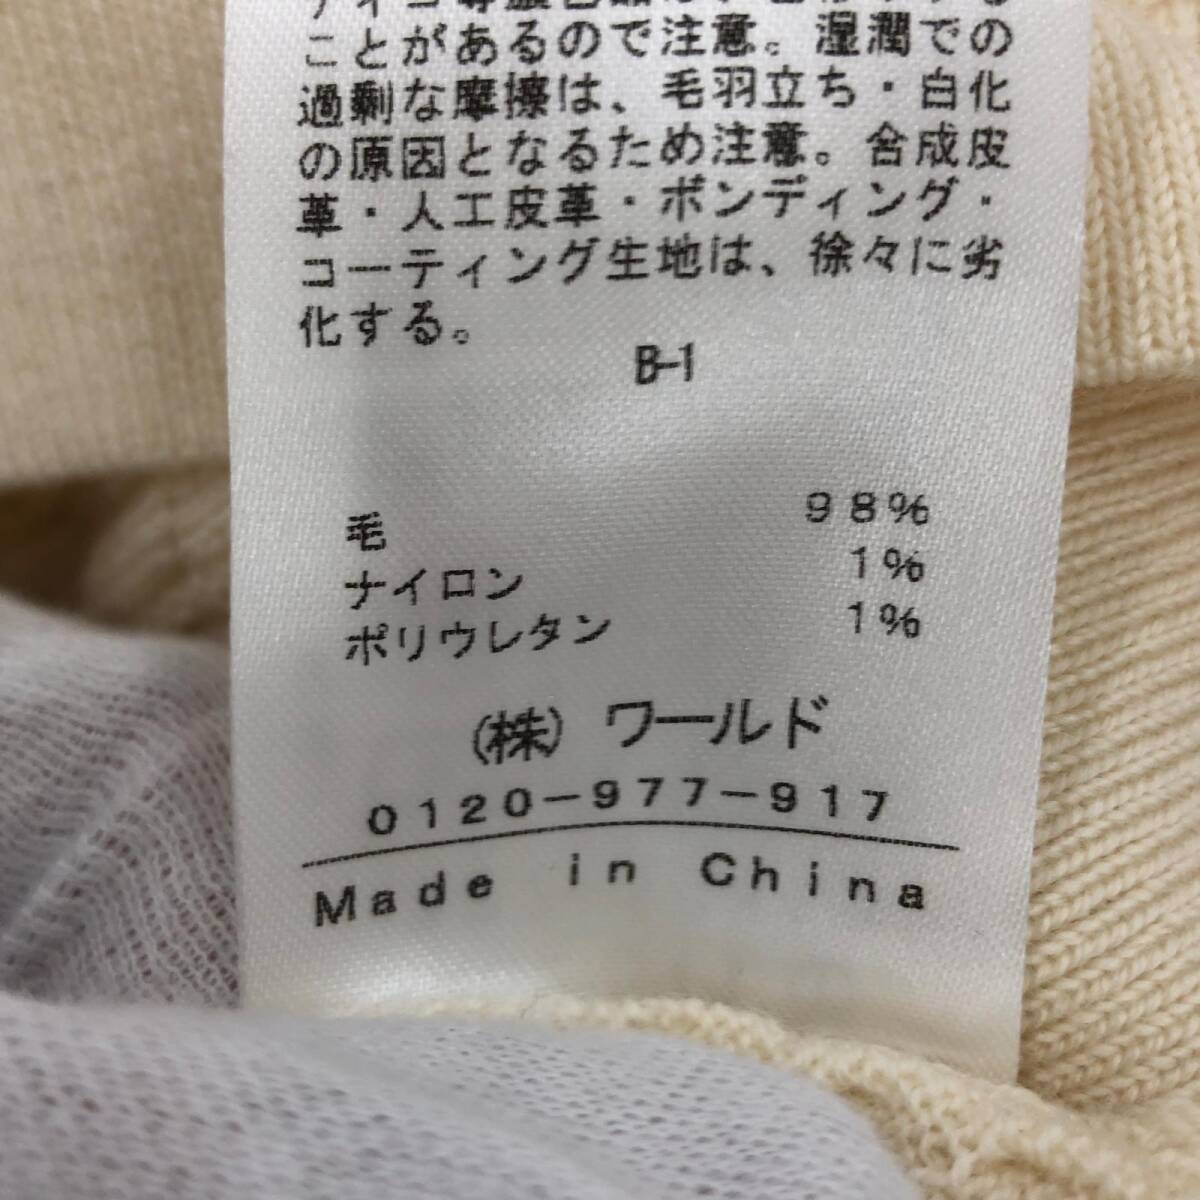 ことがあるので注意。湿潤での
過剰な摩擦は、毛羽立ち・白化
の原因となるため注意。合成皮
革・人工皮革・ボンディング・
コーティング生地は、徐々に劣
化する。
B-1
毛 98%
ナイロン 1%
ポリウレタン 1%
(株) ワールド
0120-977-917
Made in China